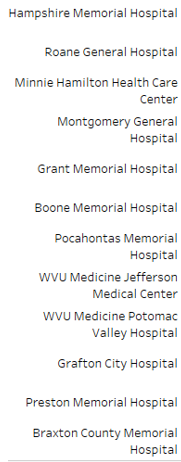 Hampshire Memorial Hospital
Roane General Hospital
Minnie Hamilton Health Care
Center
Montgomery General
Hospital
Grant Memorial Hospital
Boone Memorial Hospital
Pocahontas Memorial
Hospital
WVU Medicine Jefferson
Medical Center
WVU Medicine Potomac
Valley Hospital
Grafton City Hospital
Preston Memorial Hospital
Braxton County Memorial
Hospital